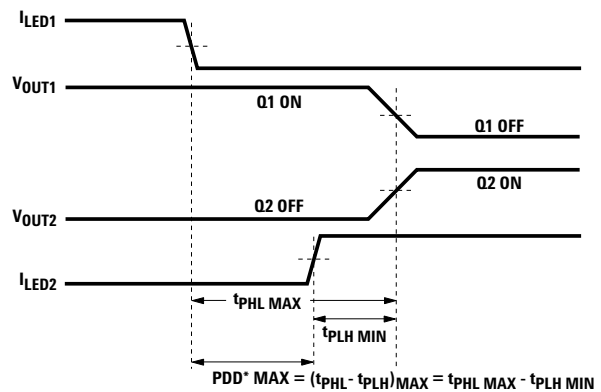 ILED1
VOUT1
Q1 ON
Q1 OFF
Q2 ON
Q2 OFF
VOUT2
ILED2
tPHL MAX
tPLH MIN
PDD* MAX = (tPHL- tPLH)MAX = tPHL MAX - tPLH MIN